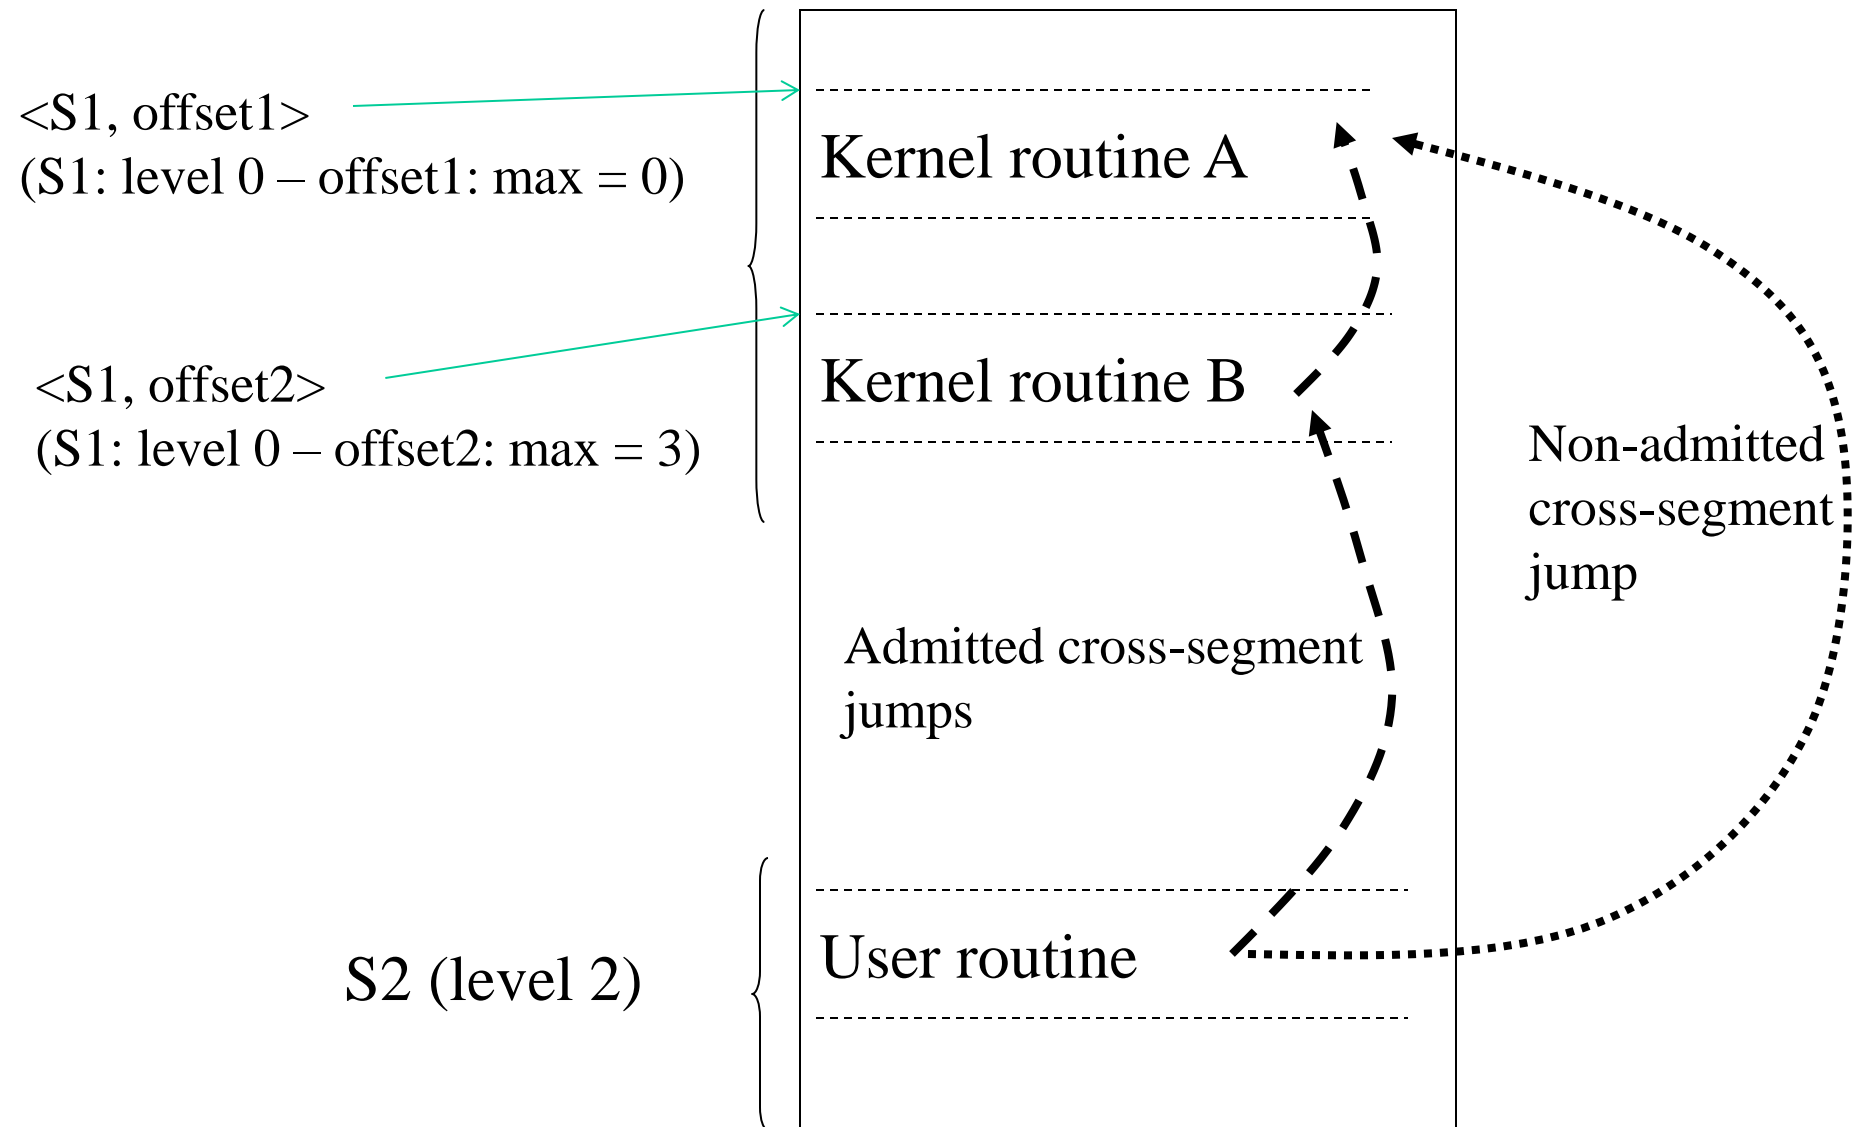 <S1, offset1>
(S1: level 0 – offset1: max = 0)
Kernel routine A
<S1, offset2>
(S1: level 0 – offset2: max = 3)
Kernel routine B
Non-admitted
cross-segment
jump
Admitted cross-segment
jumps
S2 (level 2)
User routine